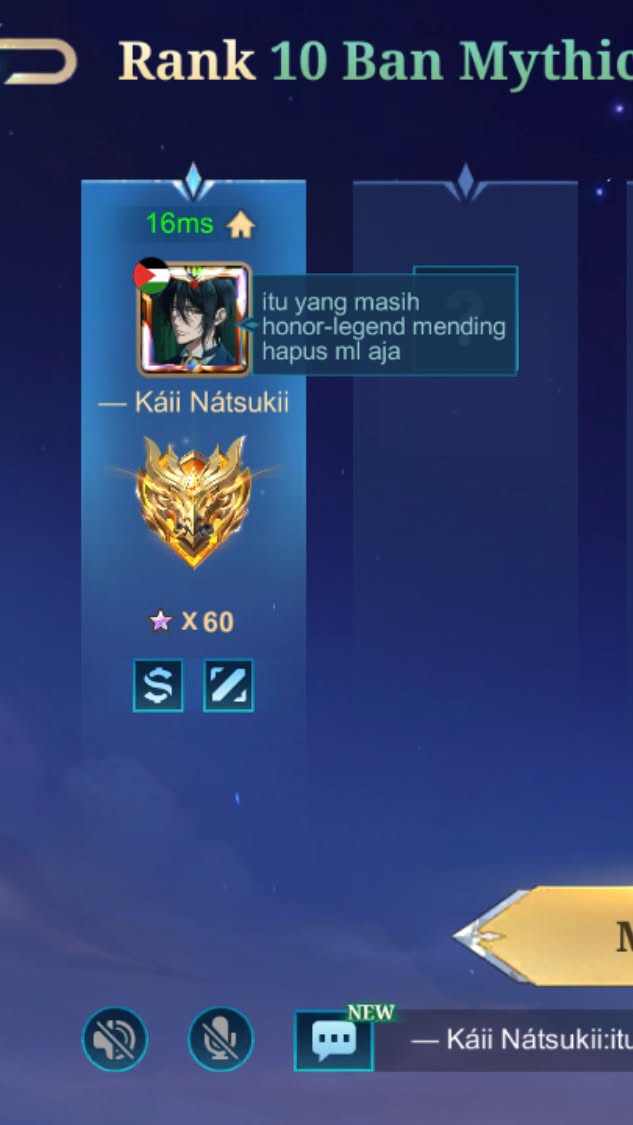 Rank 10 Ban Mythic
16ms
itu yang masih
honor-legend mending
hapus ml aja
— Káii Nátsukii
X 60
M
NEW
— Káii Nátsukii:itu